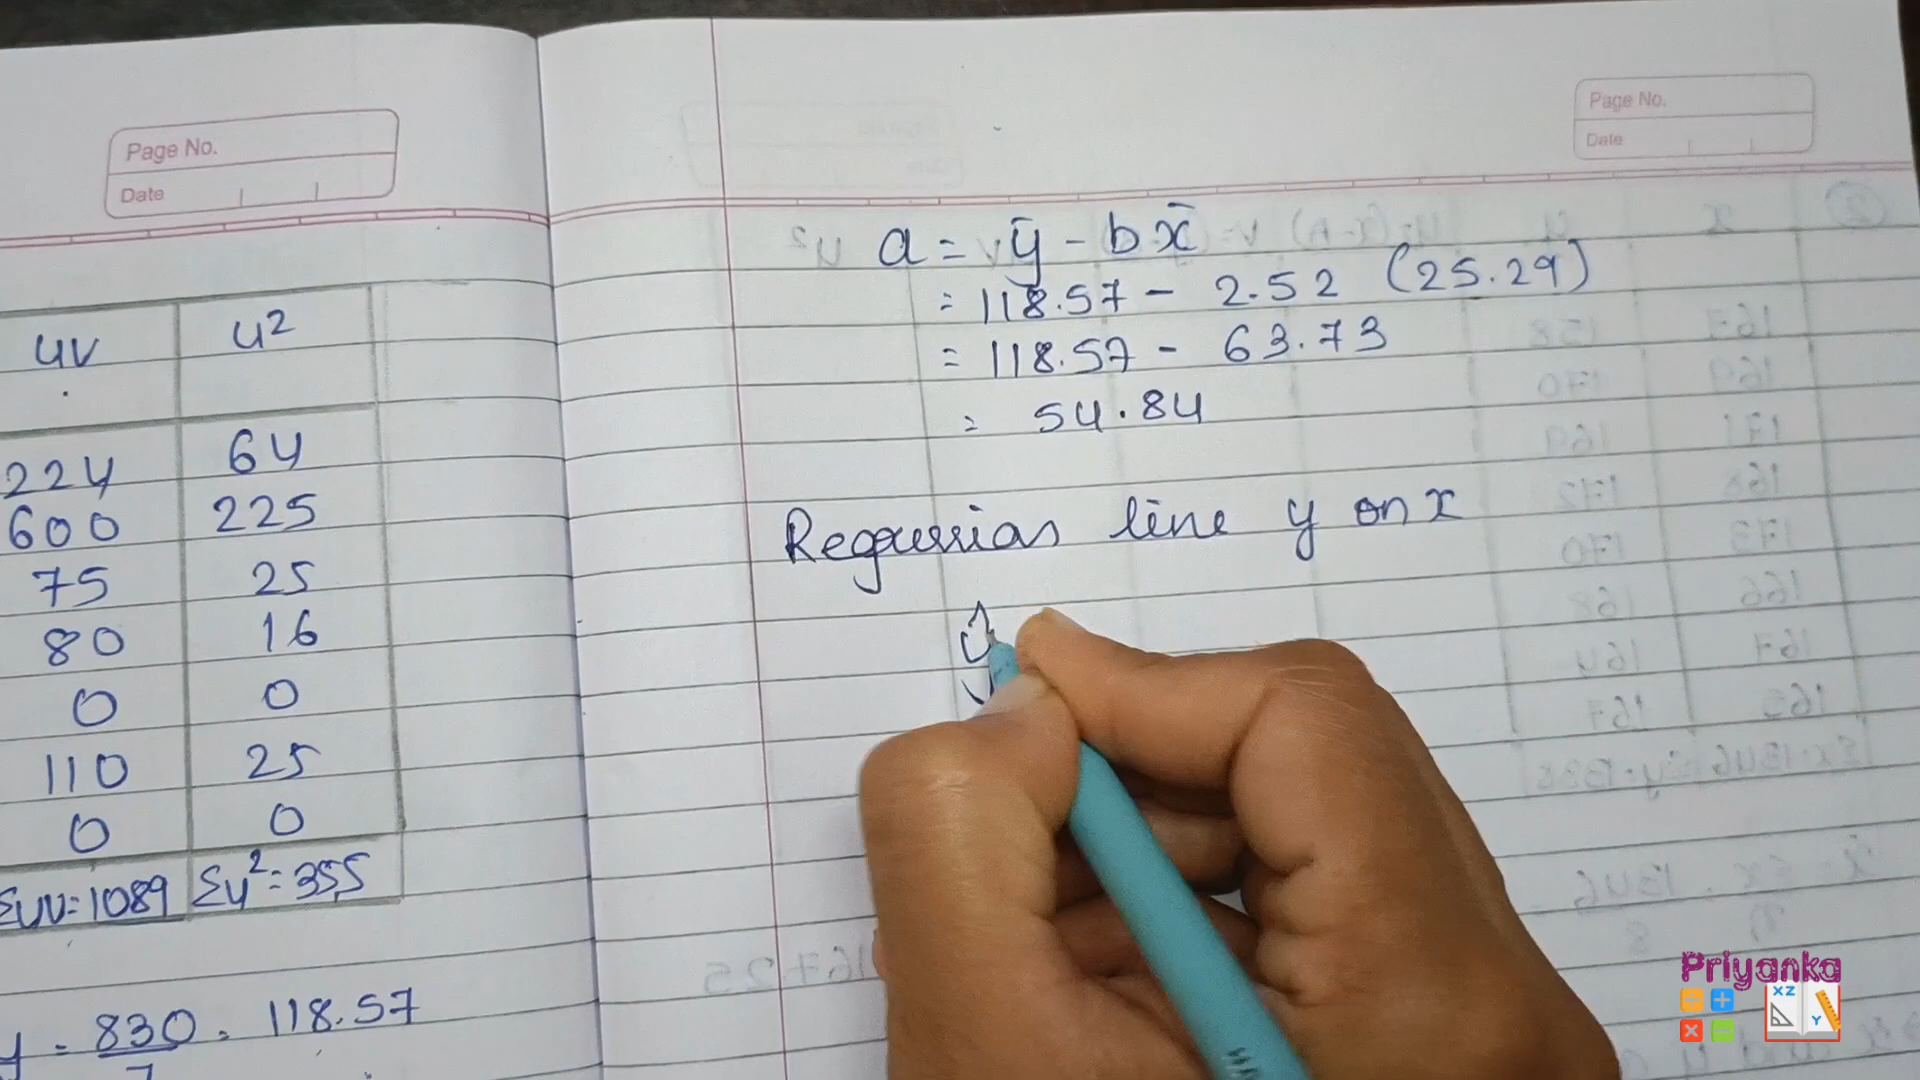 Page No.
Date
uv u²
224 64
600 225
75 25
80 16
0 0
110 25
0 0
Σuv=1089 Σu²=355
y = 830/7 = 118.57
Page No.
Date
a = ȳ - b x̄
= 118.57 - 2.52 (25.29)
= 118.57 - 63.73
= 54.84
Regression line y on x
Priyanka
XZ
Y